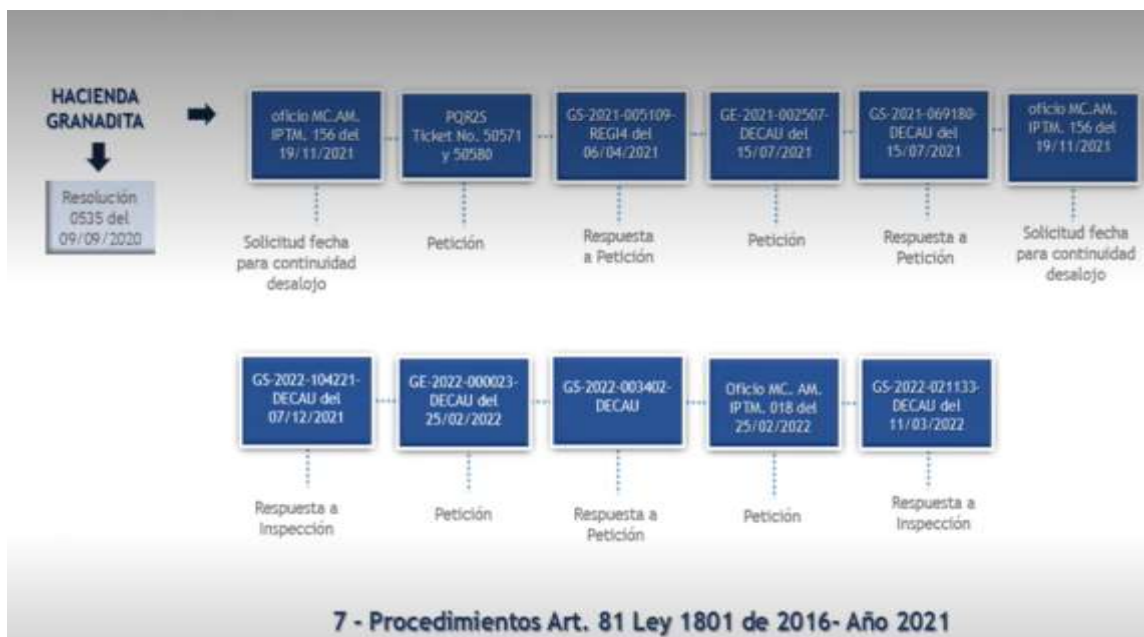 HACIENDA
GRANADITA
Resolución
0535 del
09/09/2020
oficio MC.AM.
IPTM. 156 del
19/11/2021
Solicitud fecha
para continuidad
desalojo
PQR2S
Ticket No. 50571
y 50580
Petición
GS-2021-005109-
REGI4 del
06/04/2021
Respuesta
a Petición
GE-2021-002507-
DECAU del
15/07/2021
Petición
GS-2021-069180-
DECAU del
15/07/2021
Respuesta a
Petición
oficio MC.AM.
IPTM. 156 del
19/11/2021
Solicitud fecha
para continuidad
desalojo
GS-2022-104221-
DECAU del
07/12/2021
Respuesta a
Inspección
GE-2022-000023-
DECAU del
25/02/2022
Petición
GS-2022-003402-
DECAU
Respuesta a
Petición
Oficio MC. AM.
IPTM. 018 del
25/02/2022
Petición
GS-2022-021133-
DECAU del
11/03/2022
Respuesta a
Inspección
7 - Procedimientos Art. 81 Ley 1801 de 2016- Año 2021